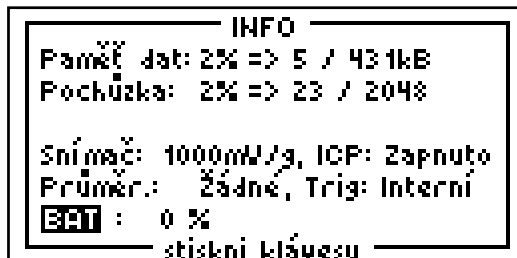 INFO
Paměť dat: 2% => 5 / 431kB
Pochůzka: 2% => 23 / 2048
Snímač: 1000mV/g, ICP: Zapnuto
Průměr.: Žádné, Trig: Interní
BAT : 0 %
stiskni klávesu